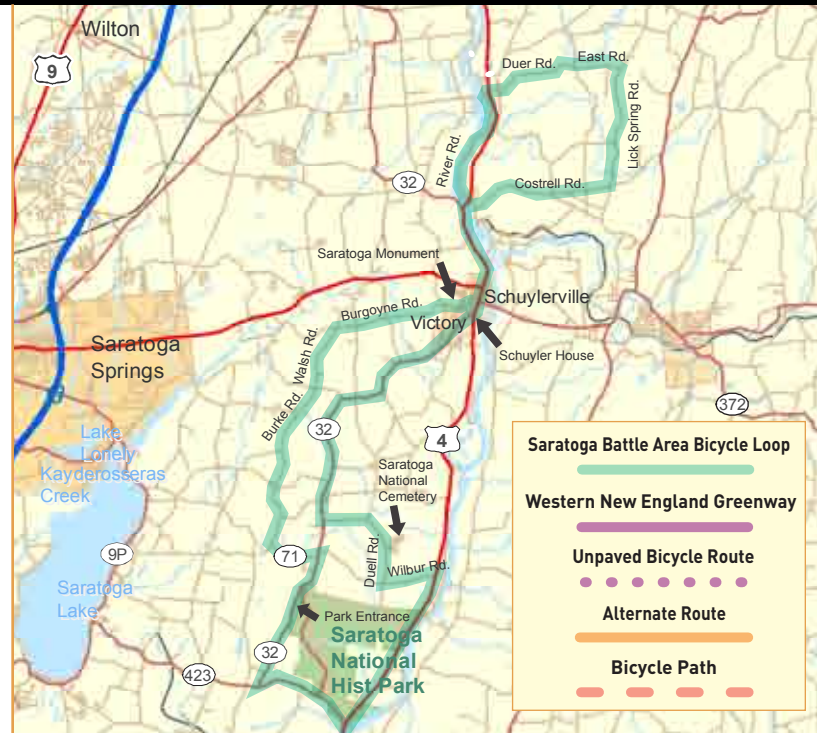 Wilton
9
Duer Rd.
East Rd.
Lick Spring Rd.
River Rd.
32
Costrell Rd.
Saratoga Monument
Schuylerville
Burgoyne Rd.
Victory
Saratoga
Springs
Walsh Rd.
Schuyler House
Burke Rd.
32
4
372
Lake
Lonely
Kayderosseras
Creek
Saratoga
National
Cemetery
9P
71
Duell Rd
Wilbur Rd.
Saratoga
Lake
Park Entrance
Saratoga
National
Hist Park
32
423
Saratoga Battle Area Bicycle Loop
Western New England Greenway
Unpaved Bicycle Route
Alternate Route
Bicycle Path